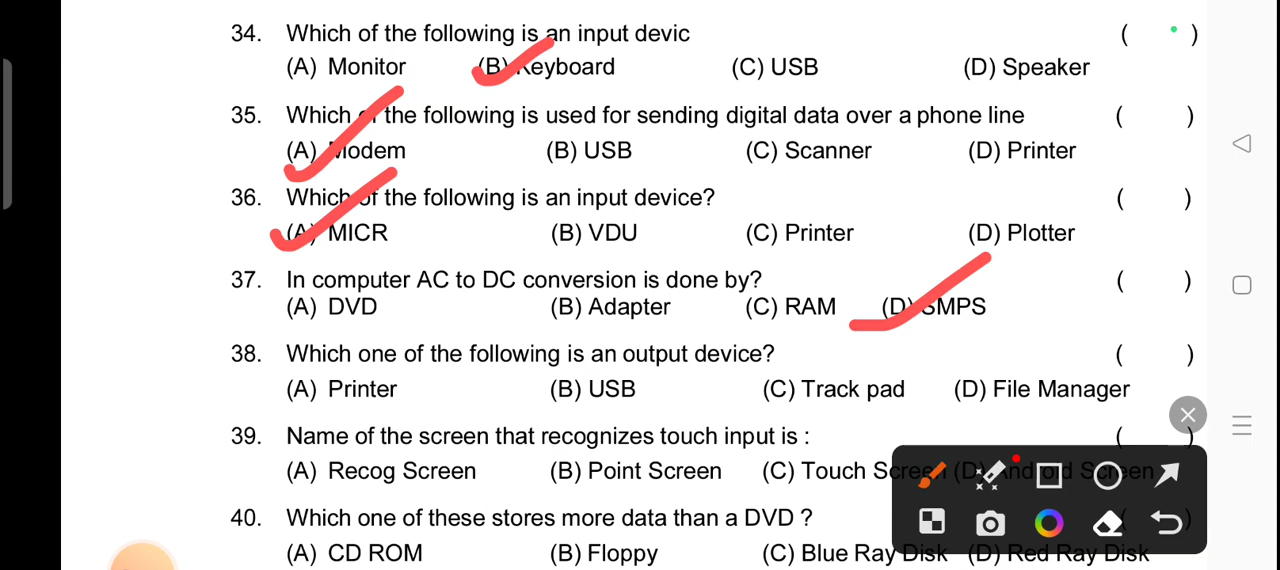 34. Which of the following is an input devic ( )
(A) Monitor (B) Keyboard (C) USB (D) Speaker
35. Which of the following is used for sending digital data over a phone line ( )
(A) Modem (B) USB (C) Scanner (D) Printer
36. Which of the following is an input device? ( )
(A) MICR (B) VDU (C) Printer (D) Plotter
37. In computer AC to DC conversion is done by? ( )
(A) DVD (B) Adapter (C) RAM (D) SMPS
38. Which one of the following is an output device? ( )
(A) Printer (B) USB (C) Track pad (D) File Manager
39. Name of the screen that recognizes touch input is : ( )
(A) Recog Screen (B) Point Screen (C) Touch Screen (D) Android Screen
40. Which one of these stores more data than a DVD ? ( )
(A) CD ROM (B) Floppy (C) Blue Ray Disk (D) Red Ray Disk